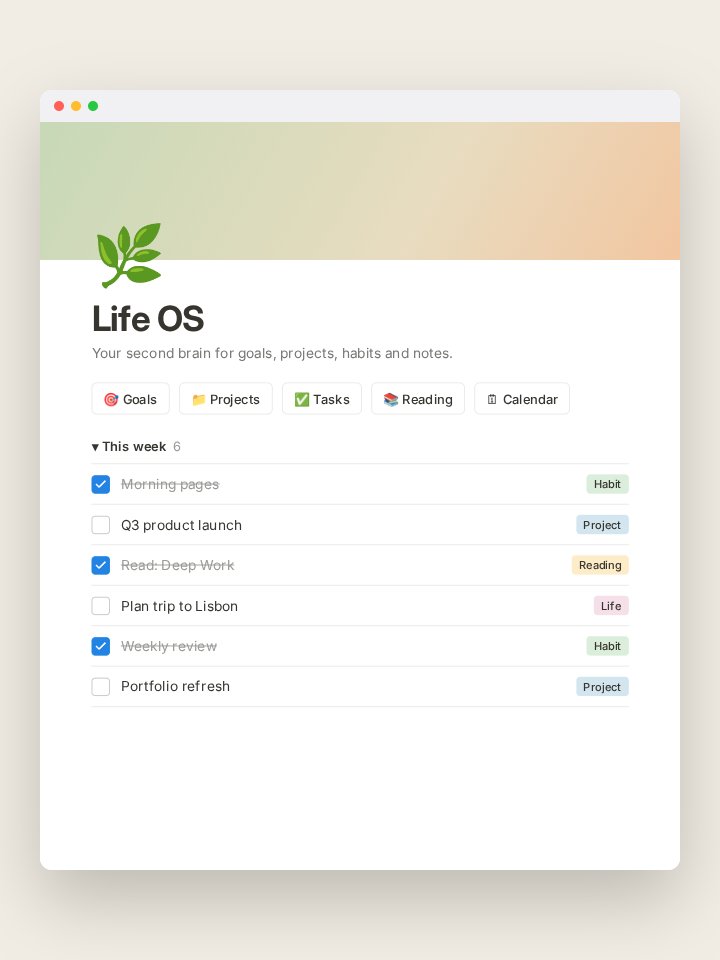 Life OS
Your second brain for goals, projects, habits and notes.
🎯 Goals 📁 Projects ✅ Tasks 📚 Reading 🗓 Calendar
▾ This week 6
Morning pages Habit
Q3 product launch Project
Read: Deep Work Reading
Plan trip to Lisbon Life
Weekly review Habit
Portfolio refresh Project